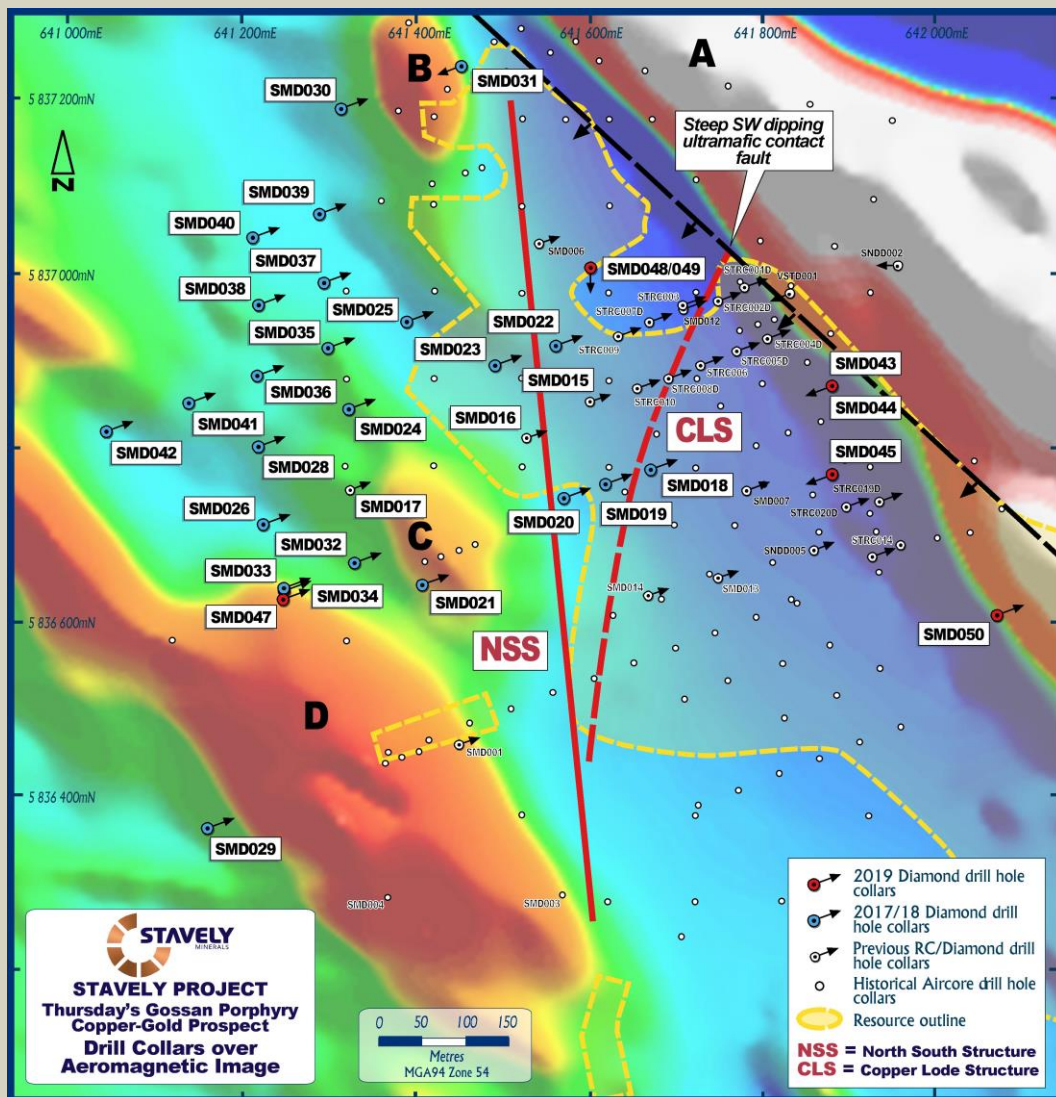 641 000mE
641 200mE
641 400mE
641 600mE
641 800mE
642 000mE
A
B
SMD031
SMD030
5 837 200mN
Steep SW dipping
ultramafic contact
fault
N
SMD039
SMD040
SMD006
SNDD002
SMD037
SMD048/049
STRC001D
VSTD001
SMD038
5 837 000mN
SMD025
SMD022
STRC007D
STRC003
STRC002D
SMD012
SMD035
SMD023
STRC009
STRC004D
STRC005D
SMD043
SMD015
STRC006
SMD036
STRC008D
SMD044
STRC010
SMD016
SMD041
SMD024
CLS
SMD042
SMD045
SMD028
SMD018
STRC019D
SMD017
SMD007
SMD026
SMD020
SMD019
STRC020D
C
SMD032
STRC014
SNDD005
SMD033
SMD034
SMD021
SMD014
SMD013
SMD047
5 836 600mN
NSS
SMD050
D
SMD001
5 836 400mN
SMD029
SMD004
SMD003
STAVELY
MINERALS
STAVELY PROJECT
Thursday's Gossan Porphyry
Copper-Gold Prospect
Drill Collars over
Aeromagnetic Image
0 50 100 150
Metres
MGA94 Zone 54
2019 Diamond drill hole
collars
2017/18 Diamond drill
hole collars
Previous RC/Diamond drill
hole collars
Historical Aircore drill hole
collars
Resource outline
NSS = North South Structure
CLS = Copper Lode Structure